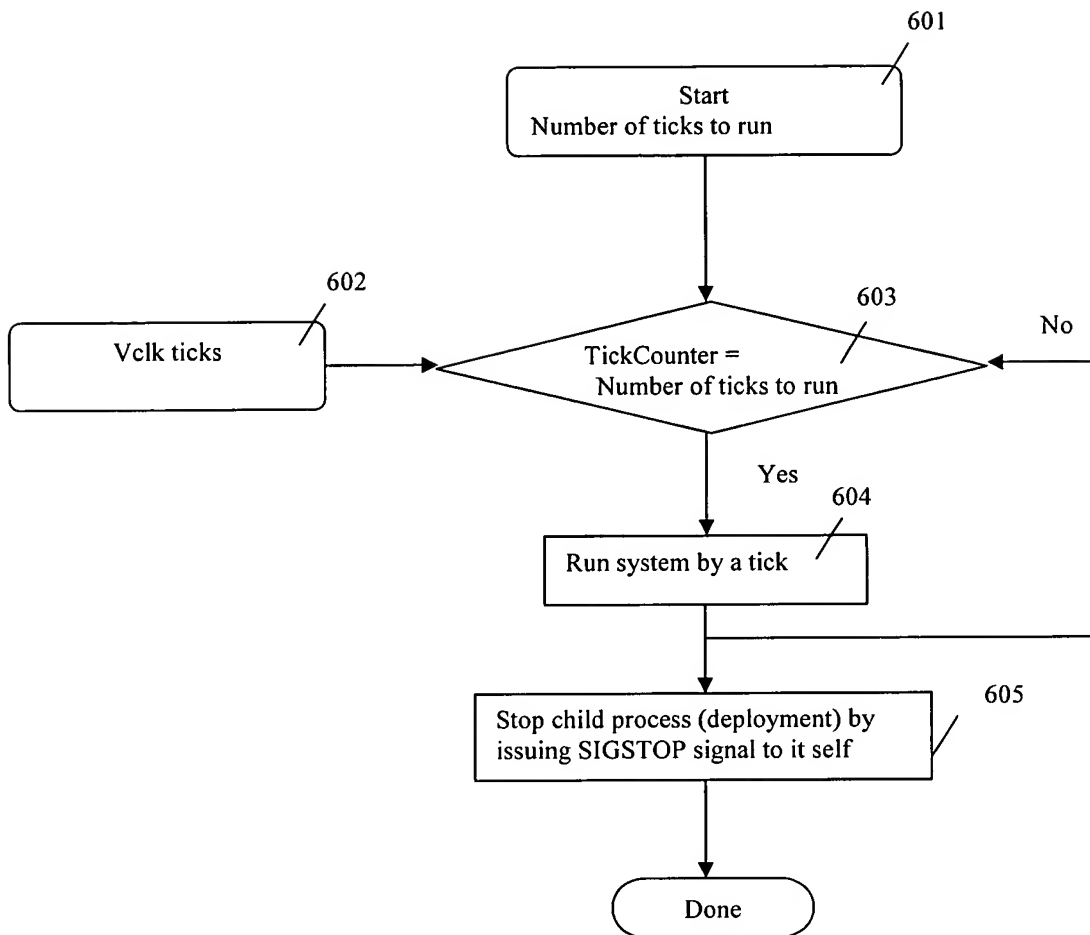 601
Start
Number of ticks to run
602
Vclk ticks
603
No
TickCounter =
Number of ticks to run
Yes
604
Run system by a tick
605
Stop child process (deployment) by
issuing SIGSTOP signal to it self
Done